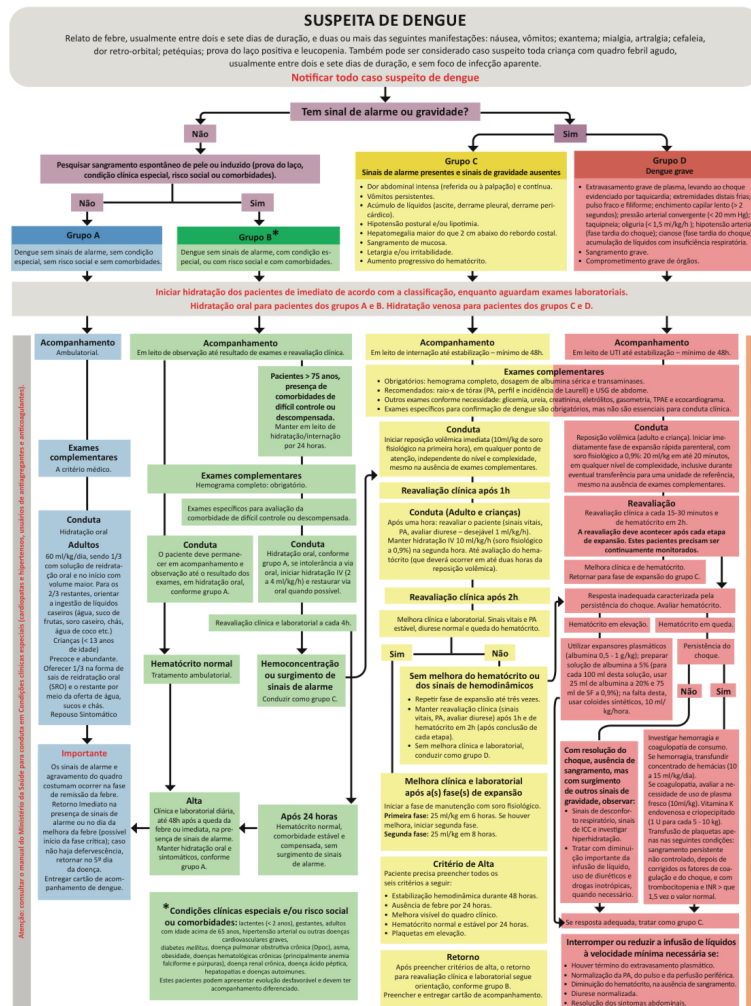 SUSPEITA DE DENGUE
Relato de febre, usualmente entre dois e sete dias de duração, e duas ou mais das seguintes manifestações: náusea, vômitos; exantema; mialgia, artralgia; cefaleia,
dor retro-orbital; petéquias; prova do laço positiva e leucopenia. Também pode ser considerado caso suspeito toda criança com quadro febril agudo,
usualmente entre dois e sete dias de duração, e sem foco de infecção aparente.
Notificar todo caso suspeito de dengue
Tem sinal de alarme ou gravidade?
Não
Sim
Pesquisar sangramento espontâneo de pele ou induzido (prova do laço,
condição clínica especial, risco social ou comorbidades).
Não
Sim
Grupo A
Dengue sem sinais de alarme, sem condição
especial, sem risco social e sem comorbidades.
Grupo B*
Dengue sem sinais de alarme, com condição es-
pecial, ou com risco social e com comorbidades.
Grupo C
Sinais de alarme presentes e sinais de gravidade ausentes
• Dor abdominal intensa (referida ou à palpação) e contínua.
• Vômitos persistentes.
• Acúmulo de líquidos (ascite, derrame pleural, derrame peri-
cárdico).
• Hipotensão postural e/ou lipotimia.
• Hepatomegalia maior do que 2 cm abaixo do rebordo costal.
• Sangramento de mucosa.
• Letargia e/ou irritabilidade.
• Aumento progressivo do hematócrito.
Grupo D
Dengue grave
• Extravasamento grave de plasma, levando ao choque
evidenciado por taquicardia; extremidades distais frias;
pulso fraco e filiforme; enchimento capilar lento (> 2
segundos); pressão arterial convergente (< 20 mm Hg);
taquipneia; oligúria (< 1,5 ml/kg/h ); hipotensão arterial
(fase tardia do choque); cianose (fase tardia do choque);
acumulação de líquidos com insuficiência respiratória.
• Sangramento grave.
• Comprometimento grave de órgãos.
Iniciar hidratação dos pacientes de imediato de acordo com a classificação, enquanto aguardam exames laboratoriais.
Hidratação oral para pacientes dos grupos A e B. Hidratação venosa para pacientes dos grupos C e D.
Atenção: consultar o manual do Ministério da Saúde para conduta em Condições clínicas especiais (cardiopatas e hipertensos, usuários de antiagregantes e anticoagulantes).
Acompanhamento
Ambulatorial.
Exames
complementares
A critério médico.
Conduta
Hidratação oral
Adultos
60 ml/kg/dia, sendo 1/3
com solução de reidrata-
ção oral e no início com
volume maior. Para os
2/3 restantes, orientar
a ingestão de líquidos
caseiros (água, suco de
frutas, soro caseiro, chás,
água de coco etc.)
Crianças (< 13 anos
de idade)
Precoce e abundante.
Oferecer 1/3 na forma de
sais de reidratação oral
(SRO) e o restante por
meio da oferta de água,
sucos e chás.
Repouso Sintomático
Importante
Os sinais de alarme e
agravamento do quadro
costumam ocorrer na fase
de remissão da febre.
Retorno Imediato na
presença de sinais de
alarme ou no dia da
melhora da febre (possível
início da fase crítica); caso
não haja defervescência,
retornar no 5º dia
da doença.
Entregar cartão de acom-
panhamento de dengue.
Acompanhamento
Em leito de observação até resultado de exames e reavaliação clínica.
Pacientes > 75 anos,
presença de
comorbidades de
difícil controle ou
descompensada.
Manter em leito de
hidratação/internação
por 24 horas.
Exames complementares
Hemograma completo: obrigatório.
Exames específicos para avaliação da
comorbidade de difícil controle ou descompensada.
Conduta
O paciente deve permane-
cer em acompanhamento e
observação até o resultado dos
exames, em hidratação oral,
conforme grupo A.
Conduta
Hidratação oral, conforme
grupo A, se intolerância a via
oral, iniciar hidratação IV (2
a 4 ml/kg/h) e restaurar via
oral quando possível.
Reavaliação clínica e laboratorial a cada 4h.
Hematócrito normal
Tratamento ambulatorial.
Hemoconcentração
ou surgimento de
sinais de alarme
Conduzir como grupo C.
Alta
Clínica e laboratorial diária,
até 48h após a queda da
febre ou imediata, na pre-
sença de sinais de alarme.
Manter hidratação oral e
sintomáticos, conforme
grupo A.
Após 24 horas
Hematócrito normal,
comorbidade estável e
compensada, sem
surgimento de sinais
de alarme.
*Condições clínicas especiais e/ou risco social
ou comorbidades: lactentes (< 2 anos), gestantes, adultos
com idade acima de 65 anos, hipertensão arterial ou outras doenças
cardiovasculares graves,
diabetes mellitus, doença pulmonar obstrutiva crônica (Dpoc), asma,
obesidade, doenças hematológicas crônicas (principalmente anemia
falciforme e púrpuras), doença renal crônica, doença ácido péptica,
hepatopatias e doenças autoimunes.
Estes pacientes podem apresentar evolução desfavorável e devem ter
acompanhamento diferenciado.
Acompanhamento
Em leito de internação até estabilização – mínimo de 48h.
Acompanhamento
Em leito de UTI até estabilização – mínimo de 48h.
Exames complementares
• Obrigatórios: hemograma completo, dosagem de albumina sérica e transaminases.
• Recomendados: raio-x de tórax (PA, perfil e incidência de Laurell) e USG de abdome.
• Outros exames conforme necessidade: glicemia, ureia, creatinina, eletrólitos, gasometria, TPAE e ecocardiograma.
• Exames específicos para confirmação de dengue são obrigatórios, mas não são essenciais para conduta clínica.
Conduta
Iniciar reposição volêmica imediata (10ml/kg de soro
fisiológico na primeira hora), em qualquer ponto de
atenção, independente do nível e complexidade,
mesmo na ausência de exames complementares.
Reavaliação clínica após 1h
Conduta (Adulto e crianças)
Após uma hora: reavaliar o paciente (sinais vitais,
PA, avaliar diurese – desejável 1 ml/kg/h).
Manter hidratação IV 10 ml/kg/h (soro fisiológico
a 0,9%) na segunda hora. Até avaliação do hema-
tócrito (que deverá ocorrer em até duas horas da
reposição volêmica).
Reavaliação clínica após 2h
Melhora clínica e laboratorial. Sinais vitais e PA
estável, diurese normal e queda do hematócrito.
Sim
Não
Sem melhora do hematócrito ou
dos sinais de hemodinâmicos
• Repetir fase de expansão até três vezes.
• Manter reavaliação clínica (sinais
vitais, PA, avaliar diurese) após 1h e de
hematócrito em 2h (após conclusão de
cada etapa).
• Sem melhora clínica e laboratorial,
conduzir como grupo D.
Melhora clínica e laboratorial
após a(s) fase(s) de expansão
Iniciar a fase de manutenção com soro fisiológico.
Primeira fase: 25 ml/kg em 6 horas. Se houver
melhora, iniciar segunda fase.
Segunda fase: 25 ml/kg em 8 horas.
Critério de Alta
Paciente precisa preencher todos os
seis critérios a seguir:
• Estabilização hemodinâmica durante 48 horas.
• Ausência de febre por 24 horas.
• Melhora visível do quadro clínico.
• Hematócrito normal e estável por 24 horas.
• Plaquetas em elevação.
Retorno
Após preencher critérios de alta, o retorno
para reavaliação clínica e laboratorial segue
orientação, conforme grupo B.
Preencher e entregar cartão de acompanhamento.
Conduta
Reposição volêmica (adulto e criança). Iniciar ime-
diatamente fase de expansão rápida parenteral, com
soro fisiológico a 0,9%: 20 ml/kg em até 20 minutos,
em qualquer nível de complexidade, inclusive durante
eventual transferência para uma unidade de referência,
mesmo na ausência de exames complementares.
Reavaliação
Reavaliação clínica a cada 15-30 minutos e
de hematócrito em 2h.
A reavaliação deve acontecer após cada etapa
de expansão. Estes pacientes precisam ser
continuamente monitorados.
Melhora clínica e de hematócrito.
Retornar para fase de expansão do grupo C.
Resposta inadequada caracterizada pela
persistência do choque. Avaliar hematócrito.
Hematócrito em elevação.
Hematócrito em queda.
Utilizar expansores plasmáticos
(albumina 0,5 - 1 g/kg); preparar
solução de albumina a 5% (para
cada 100 ml desta solução, usar
25 ml de albumina a 20% e 75
ml de SF a 0,9%); na falta desta,
usar coloides sintéticos, 10 ml/
kg/hora.
Persistência do
choque.
Não
Sim
Com resolução do
choque, ausência de
sangramento, mas
com surgimento
de outros sinais de
gravidade, observar:
• Sinais de desconfor-
to respiratório, sinais
de ICC e investigar
hiperhidratação.
• Tratar com diminui-
ção importante da
infusão de líquido,
uso de diuréticos e
drogas inotrópicas,
quando necessário.
Investigar hemorragia e
coagulopatia de consumo.
Se hemorragia, transfundir
concentrado de hemácias (10
a 15 ml/kg/dia).
Se coagulopatia, avaliar a ne-
cessidade de uso de plasma
fresco (10ml/kg). Vitamina K
endovenosa e criopecipitado
(1 U para cada 5 - 10 kg).
Transfusão de plaquetas ape-
nas nas seguintes condições:
sangramento persistente
não controlado, depois de
corrigidos os fatores de coa-
gulação e do choque, e com
trombocitopenia e INR > que
1,5 vez o valor normal.
Se resposta adequada, tratar como grupo C.
Interromper ou reduzir a infusão de líquidos
à velocidade mínima necessária se:
• Houver término do extravasamento plasmático.
• Normalização da PA, do pulso e da perfusão periférica.
• Diminuição do hematócrito, na ausência de sangramento.
• Diurese normalizada.
• Resolução dos sintomas abdominais.